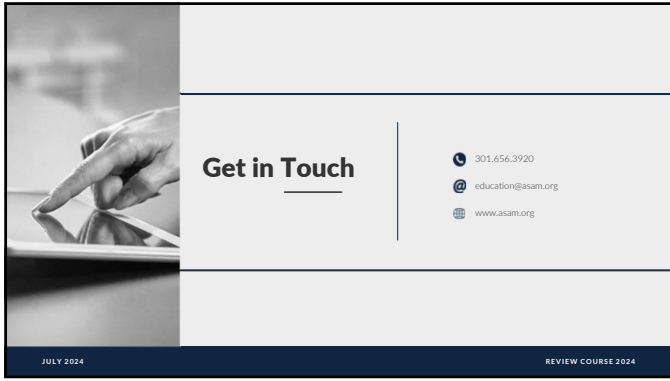 Get in Touch
301.656.3920
education@asam.org
www.asam.org
JULY 2024
REVIEW COURSE 2024